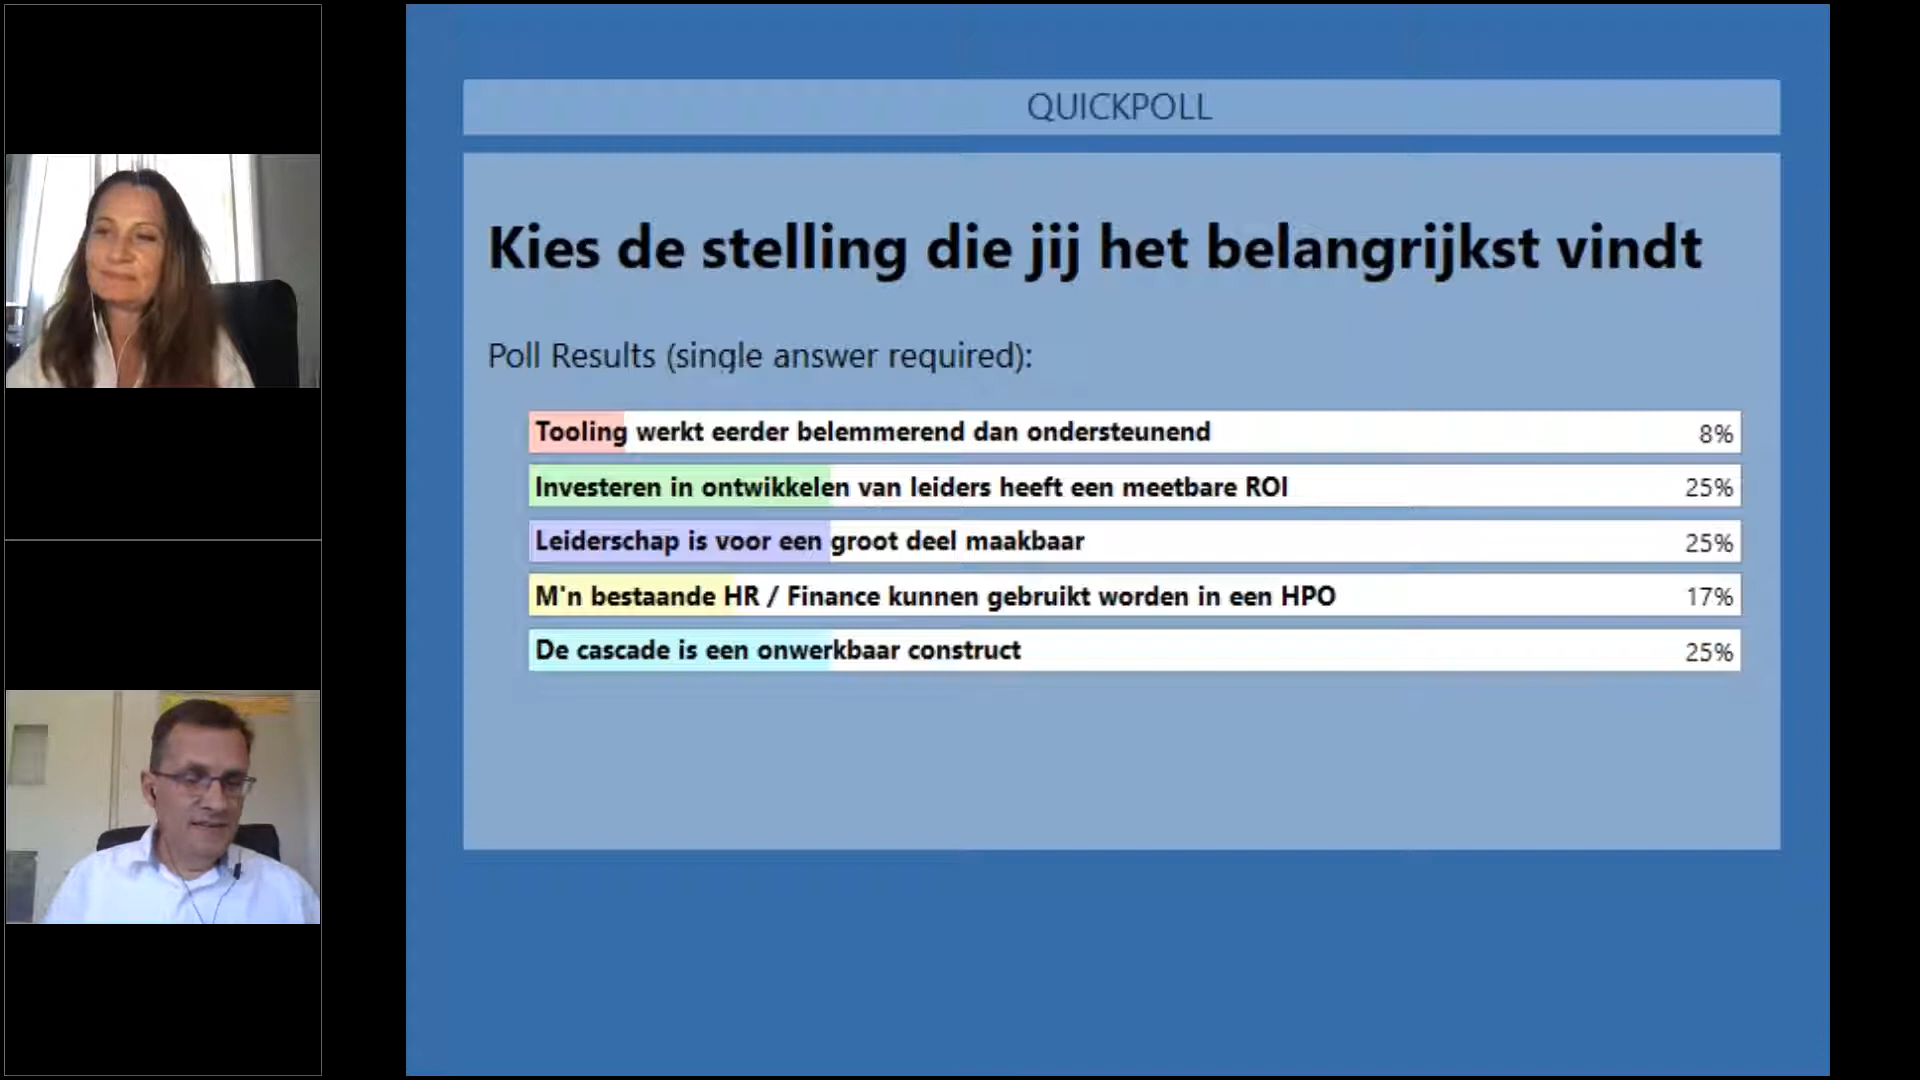 QUICKPOLL
Kies de stelling die jij het belangrijkst vindt
Poll Results (single answer required):
Tooling werkt eerder belemmerend dan ondersteunend 8%
Investeren in ontwikkelen van leiders heeft een meetbare ROI 25%
Leiderschap is voor een groot deel maakbaar 25%
M'n bestaande HR / Finance kunnen gebruikt worden in een HPO 17%
De cascade is een onwerkbaar construct 25%